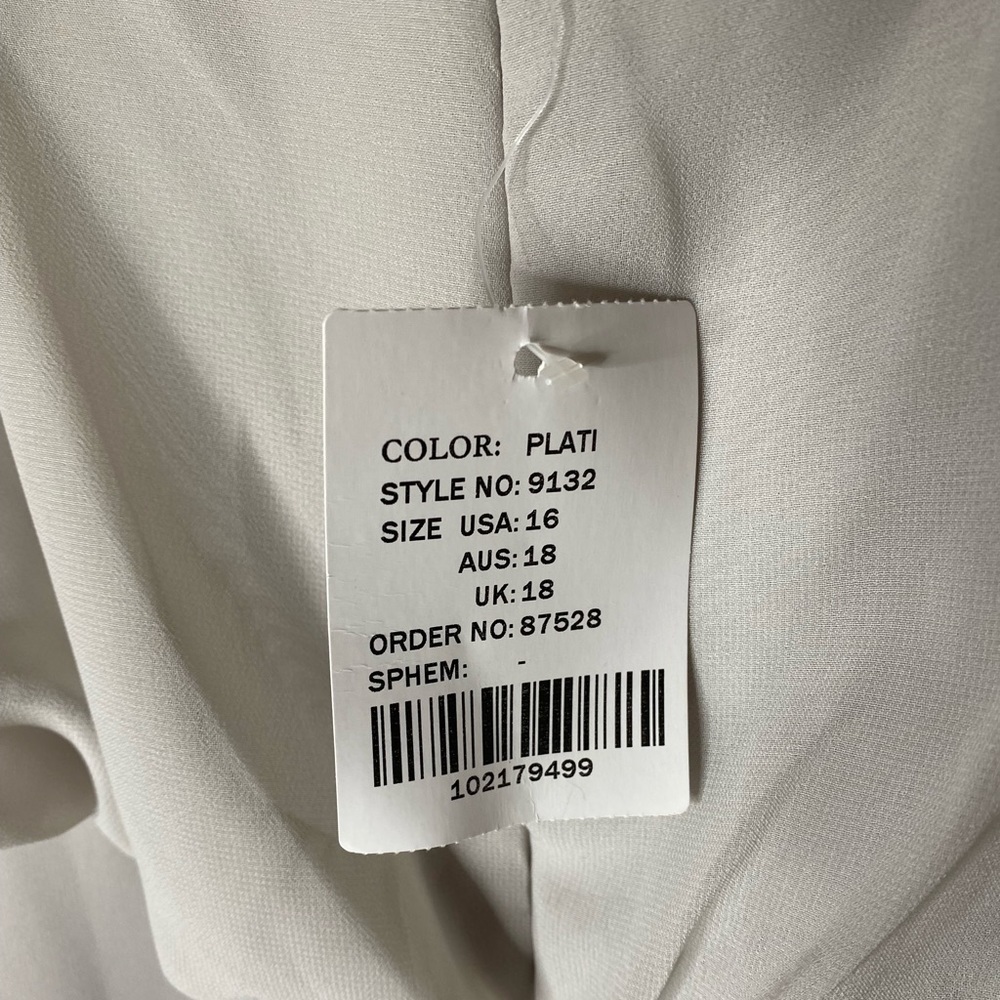 COLOR: PLATI
STYLE NO: 9132
SIZE USA: 16
AUS: 18
UK: 18
ORDER NO: 87528
SPHEM: -
102179499